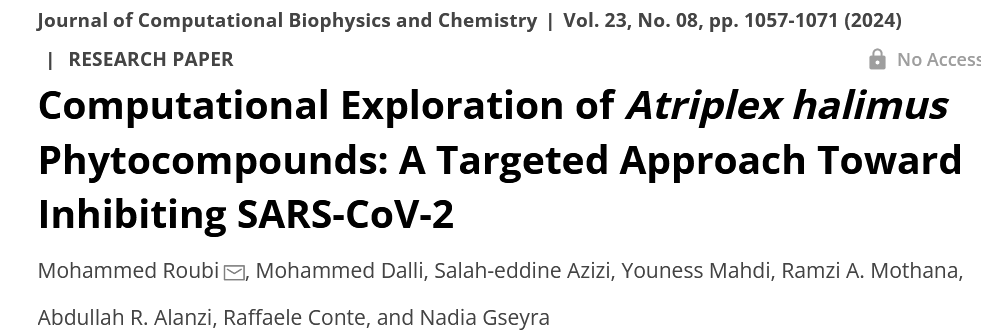 Journal of Computational Biophysics and Chemistry | Vol. 23, No. 08, pp. 1057-1071 (2024)
| RESEARCH PAPER No Access
Computational Exploration of Atriplex halimus
Phytocompounds: A Targeted Approach Toward
Inhibiting SARS-CoV-2
Mohammed Roubi, Mohammed Dalli, Salah-eddine Azizi, Youness Mahdi, Ramzi A. Mothana,
Abdullah R. Alanzi, Raffaele Conte, and Nadia Gseyra